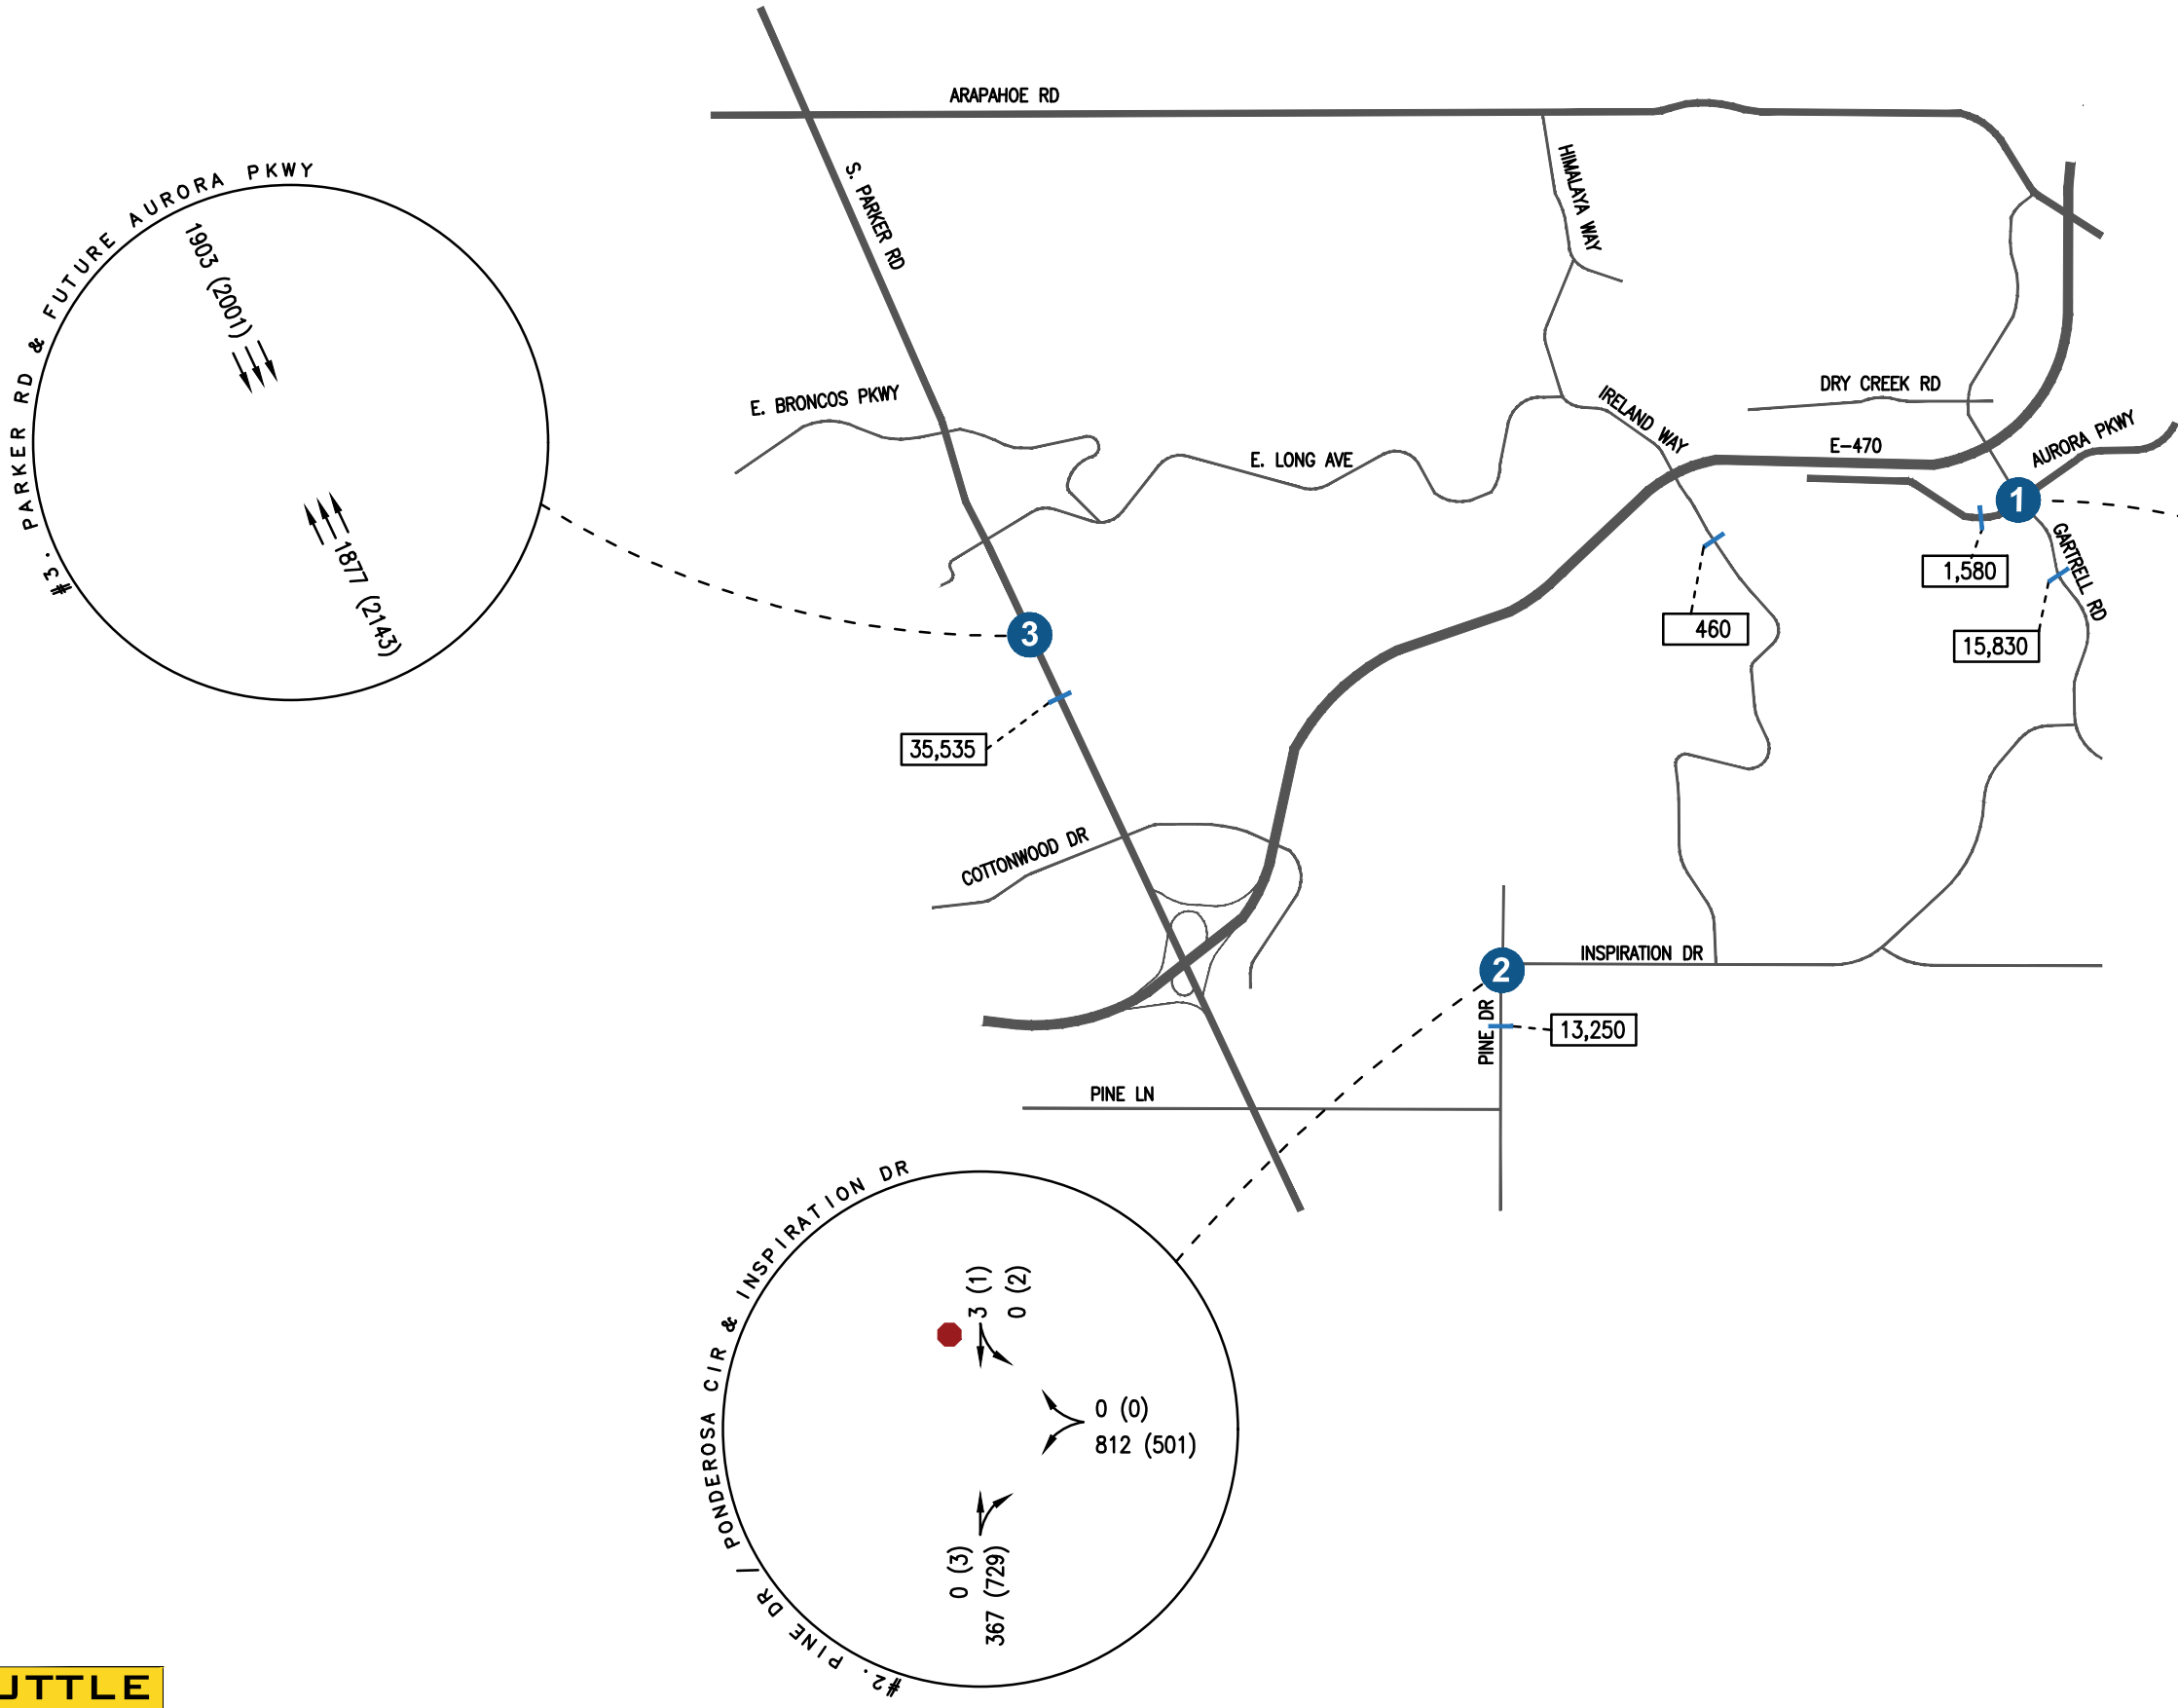 ARAPAHOE RD
S. PARKER RD
HIMALAYA WAY
#3. PARKER RD & FUTURE AURORA PKWY
1903 (2001)
1877 (2143)
E. BRONCOS PKWY
E. LONG AVE
IRELAND WAY
DRY CREEK RD
E-470
AURORA PKWY
1
GARTRELL RD
1,580
460
15,830
3
35,535
COTTONWOOD DR
INSPIRATION DR
2
PINE DR
13,250
PINE LN
#2. PINE DR / PONDEROSA CIR & INSPIRATION DR
3 (1)
0 (2)
0 (0)
812 (501)
0 (3)
367 (729)
UTTLE